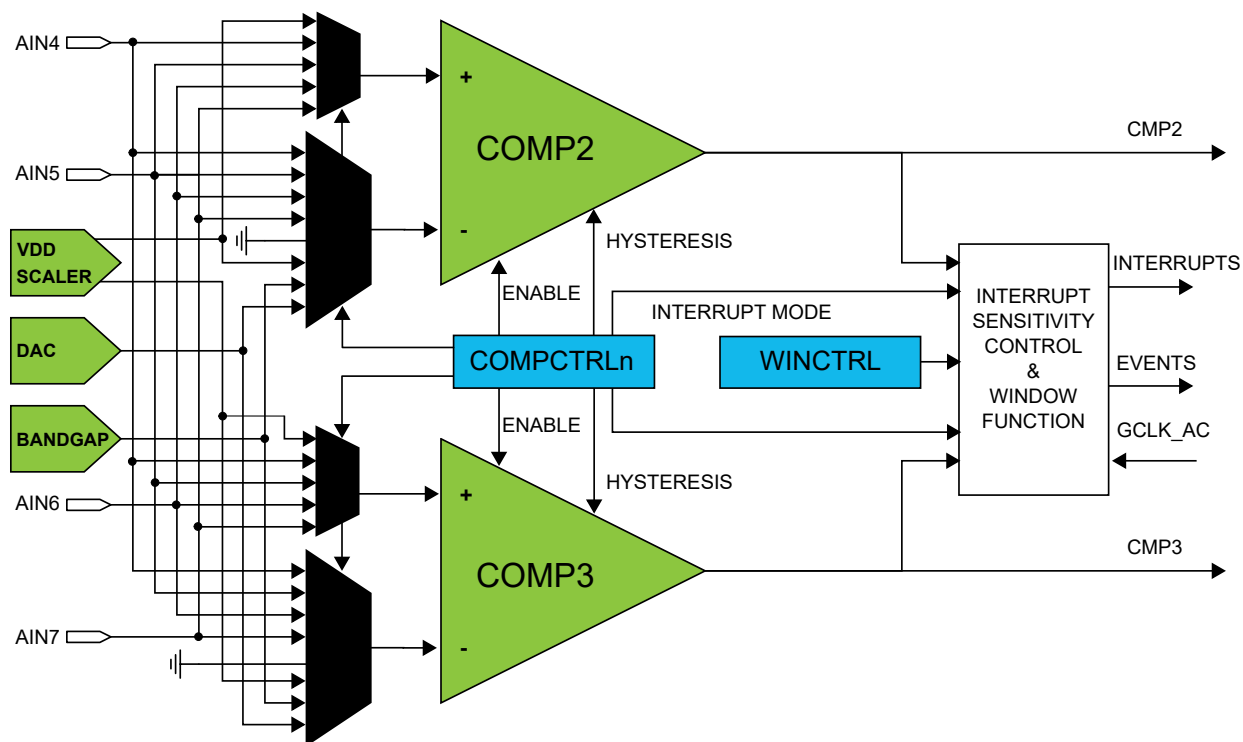 AIN4
+
COMP2
CMP2
AIN5
-
HYSTERESIS
VDD
SCALER
ENABLE
INTERRUPT MODE
INTERRUPTS
INTERRUPT
SENSITIVITY
CONTROL
&
WINDOW
FUNCTION
DAC
COMPCTRLn
WINCTRL
EVENTS
BANDGAP
ENABLE
GCLK_AC
HYSTERESIS
AIN6
+
COMP3
CMP3
AIN7
-